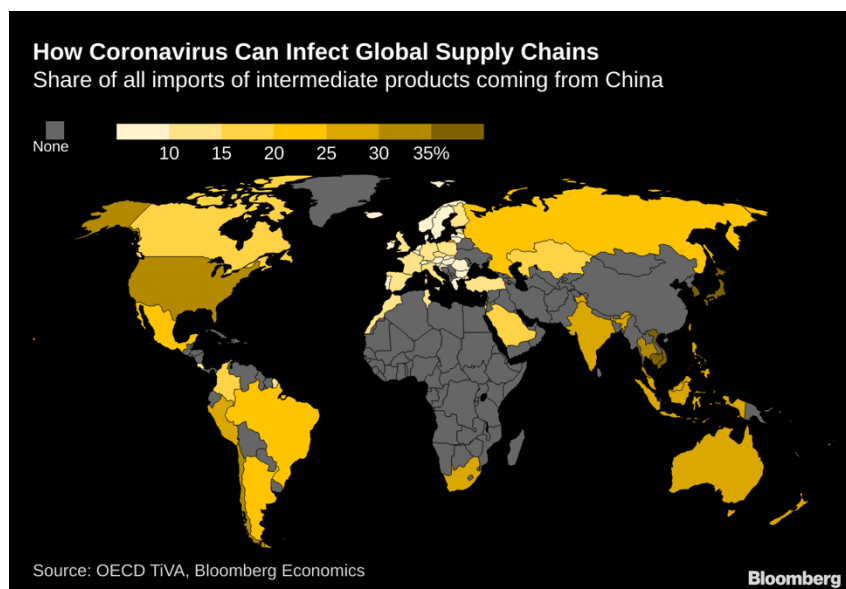 How Coronavirus Can Infect Global Supply Chains
Share of all imports of intermediate products coming from China
None
10 15 20 25 30 35%
Source: OECD TiVA, Bloomberg Economics
Bloomberg